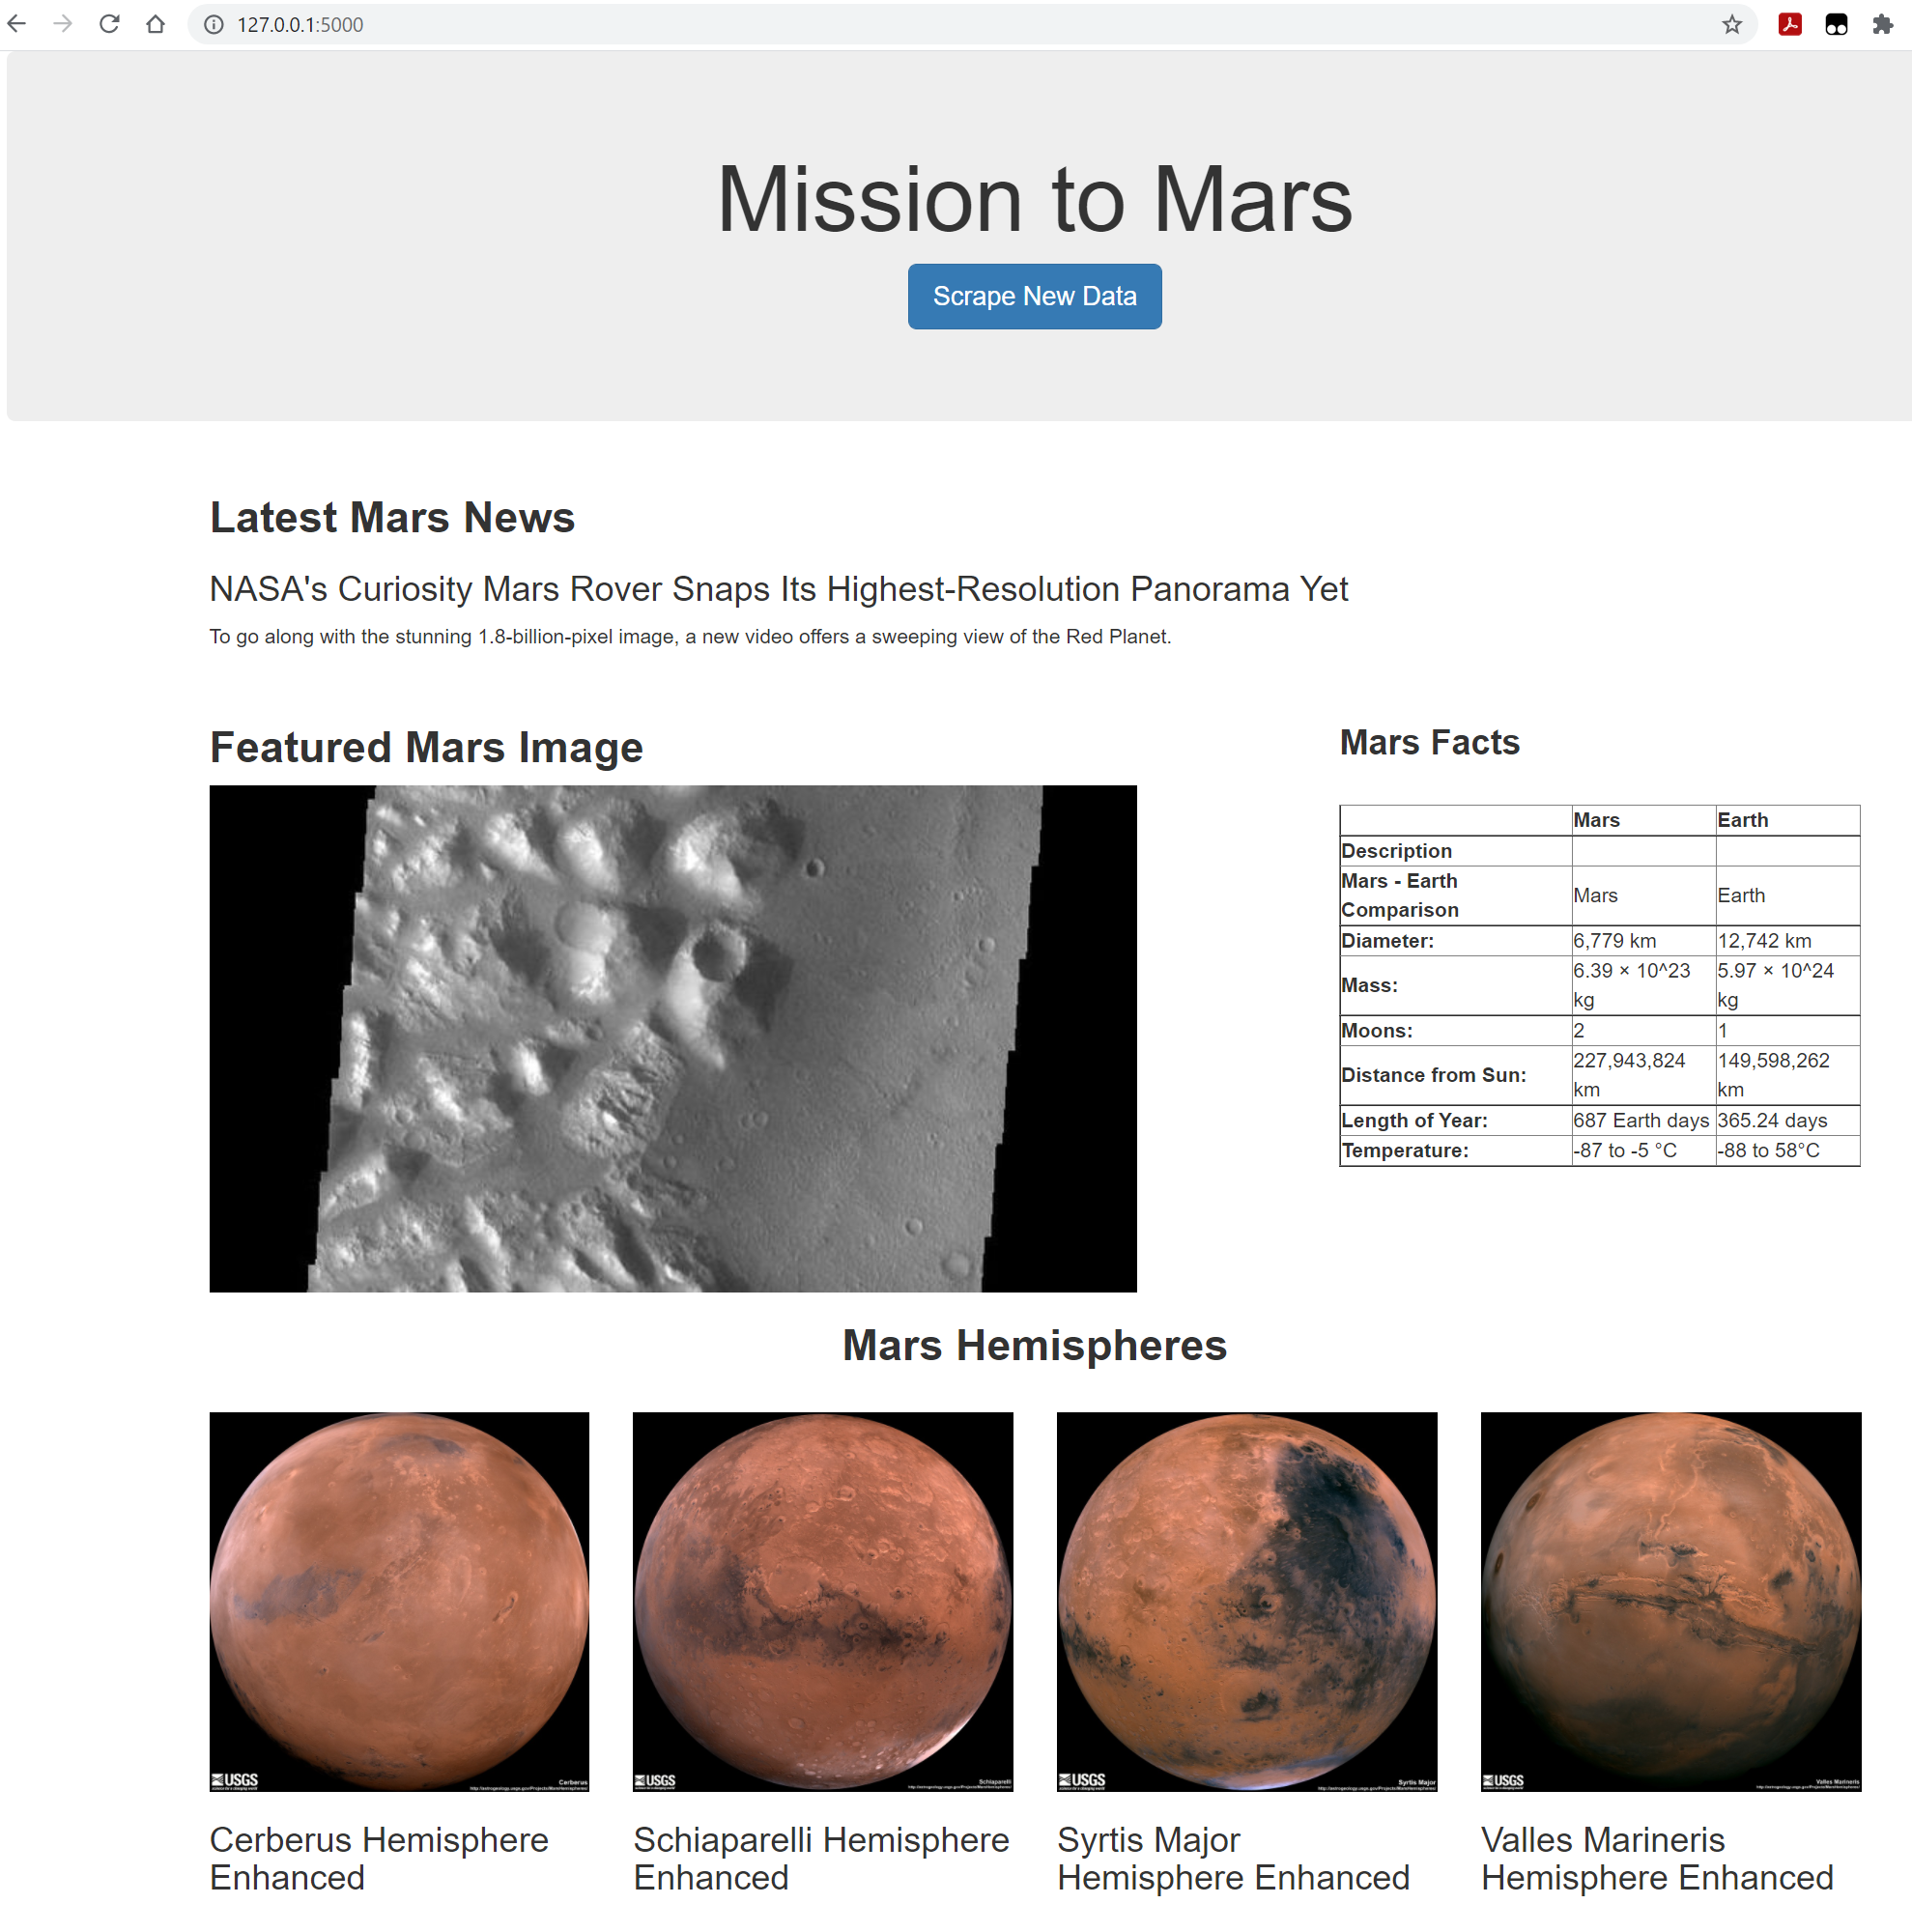 127.0.0.1:5000
Mission to Mars
Scrape New Data
Latest Mars News
NASA's Curiosity Mars Rover Snaps Its Highest-Resolution Panorama Yet
To go along with the stunning 1.8-billion-pixel image, a new video offers a sweeping view of the Red Planet.
Featured Mars Image
Mars Facts
Mars Earth
Description
Mars - Earth
Comparison
Mars Earth
Diameter: 6,779 km 12,742 km
Mass: 6.39 × 10^23
kg 5.97 × 10^24
kg
Moons: 2 1
Distance from Sun: 227,943,824
km 149,598,262
km
Length of Year: 687 Earth days 365.24 days
Temperature: -87 to -5 °C -88 to 58°C
Mars Hemispheres
USGS
Cerberus
USGS
Schiaparelli
USGS
Syrtis Major
USGS
Valles Marineris
Cerberus Hemisphere
Enhanced
Schiaparelli Hemisphere
Enhanced
Syrtis Major
Hemisphere Enhanced
Valles Marineris
Hemisphere Enhanced